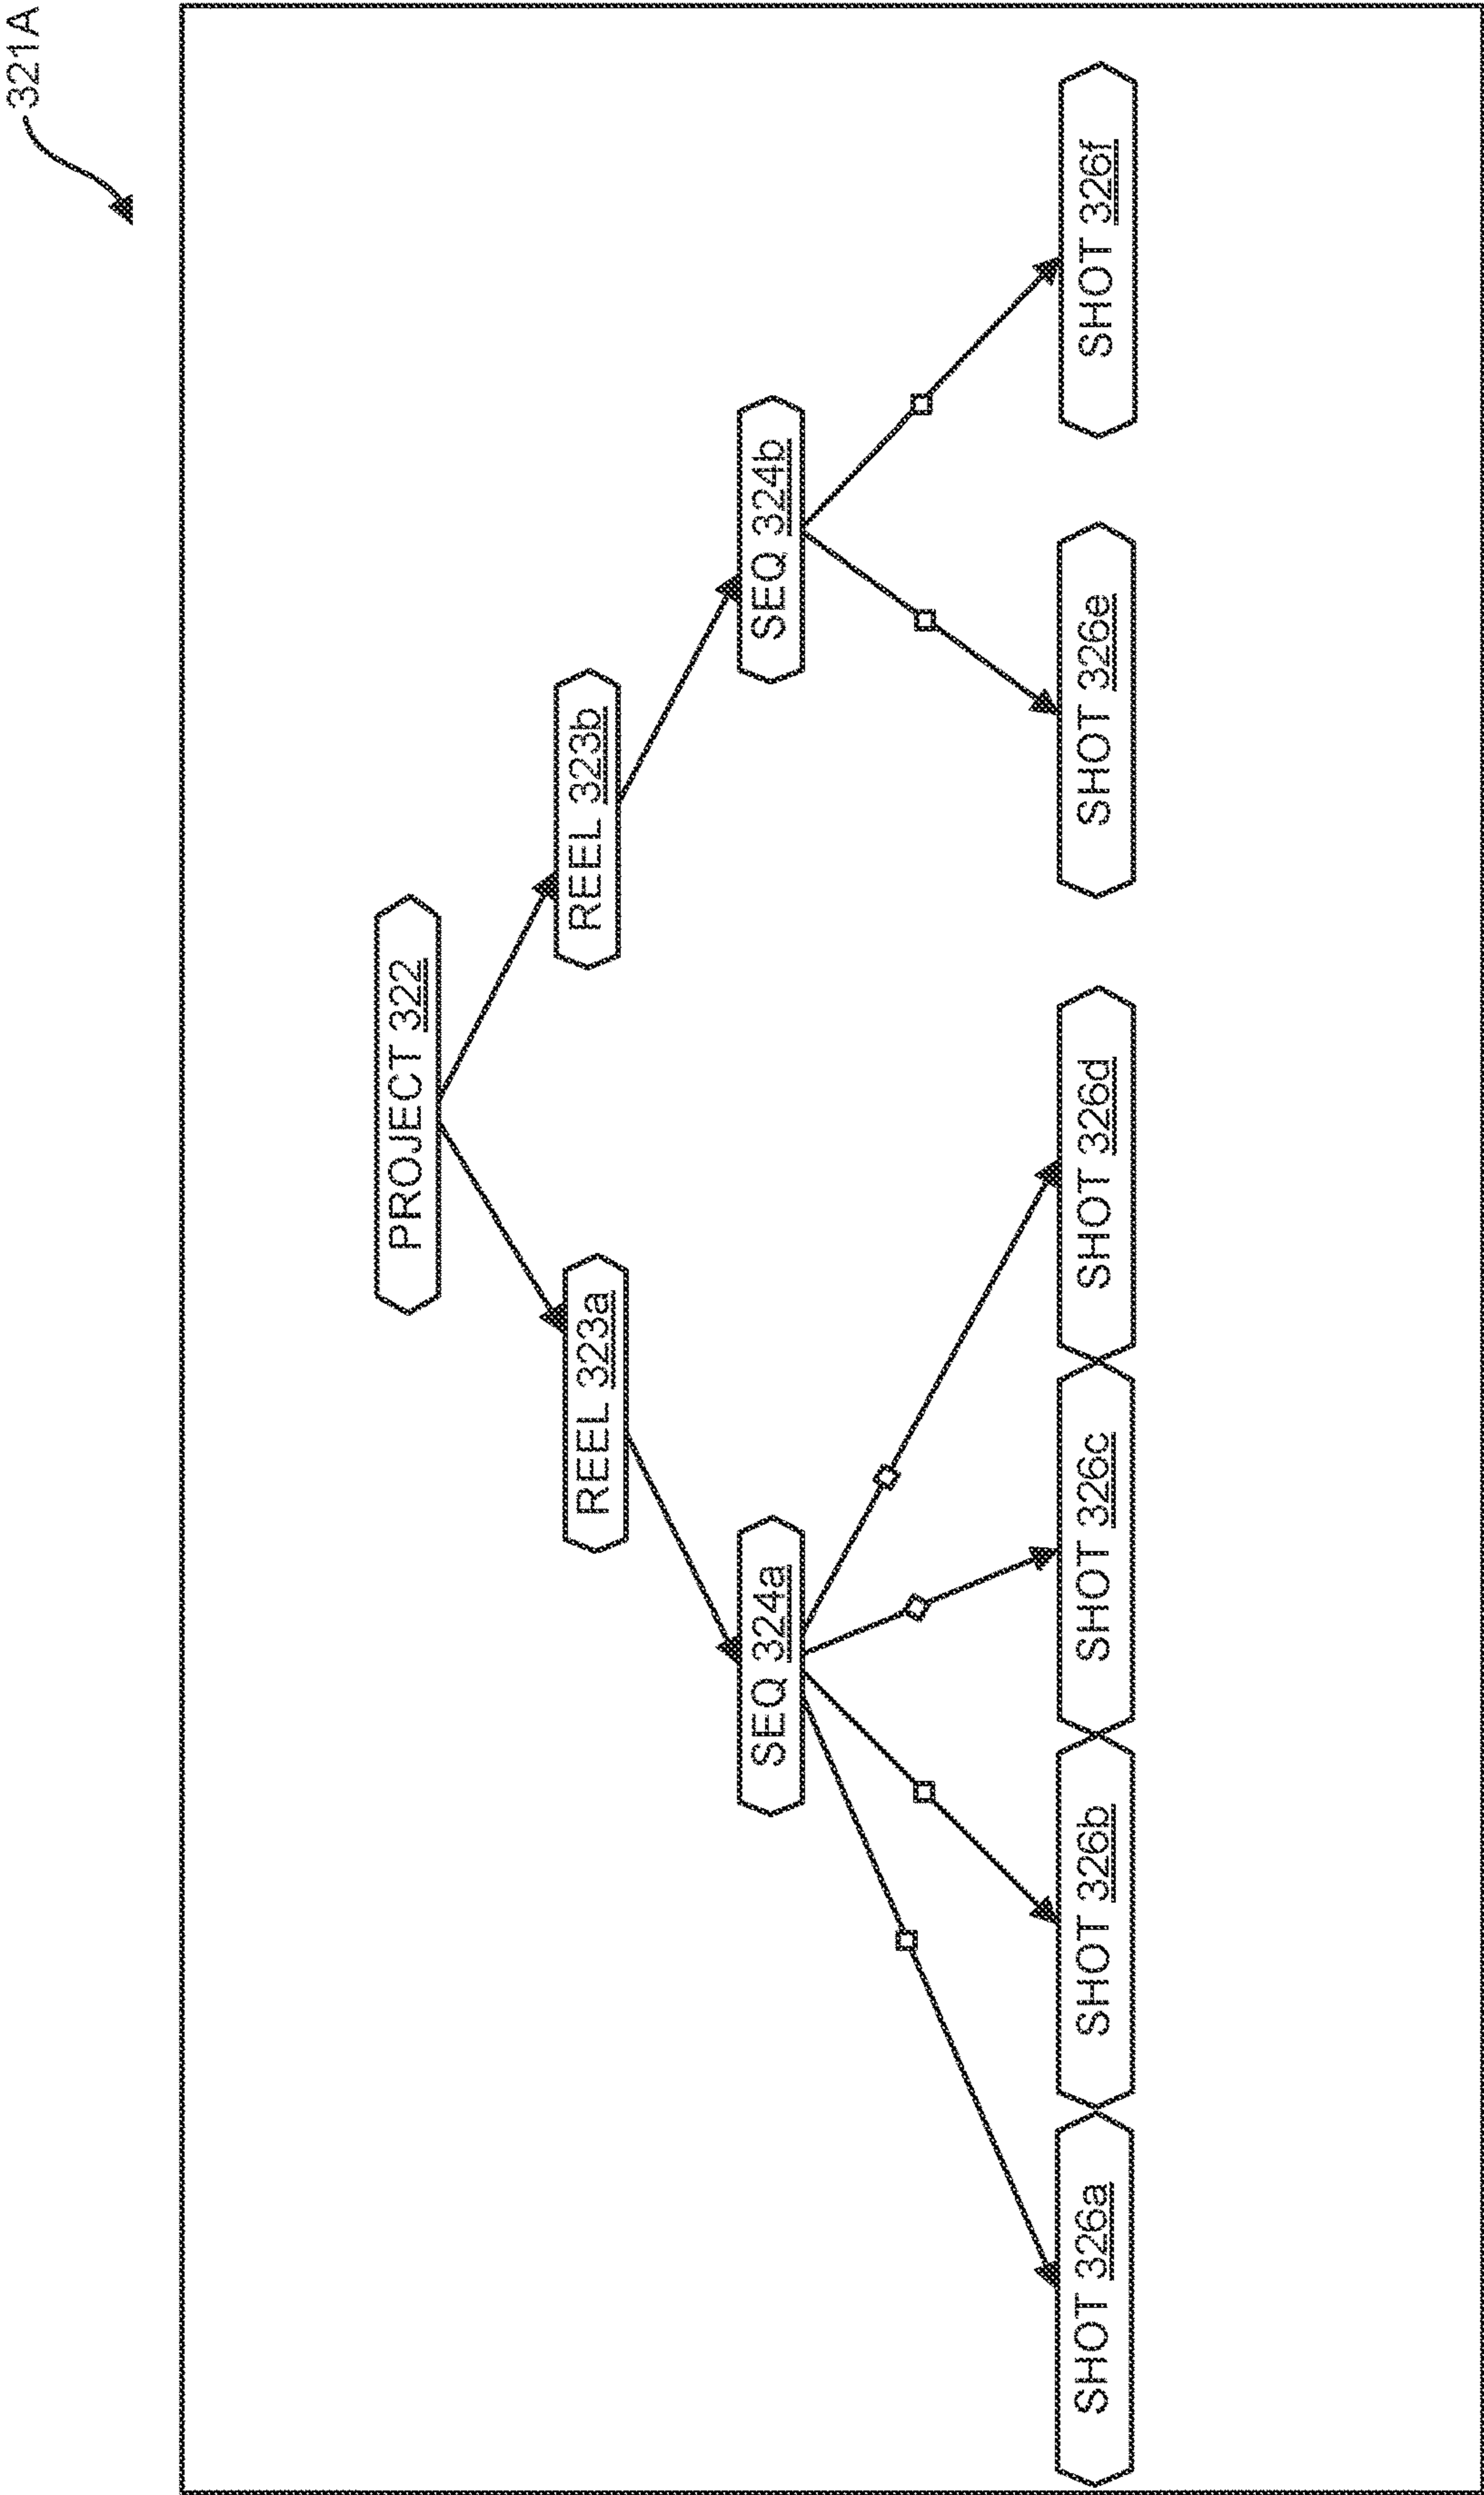 321A
PROJECT 322
REEL 323a
REEL 323b
SEQ 324a
SEQ 324b
SHOT 326a
SHOT 326b
SHOT 326c
SHOT 326d
SHOT 326e
SHOT 326f